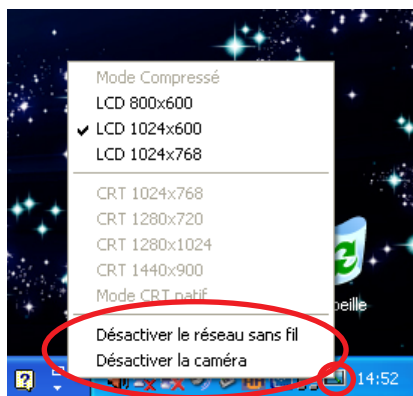 Mode Compressé
LCD 800x600
LCD 1024x600
LCD 1024x768
CRT 1024x768
CRT 1280x720
CRT 1280x1024
CRT 1440x900
Mode CRT natif
beille
Désactiver le réseau sans fil
Désactiver la caméra
14:52